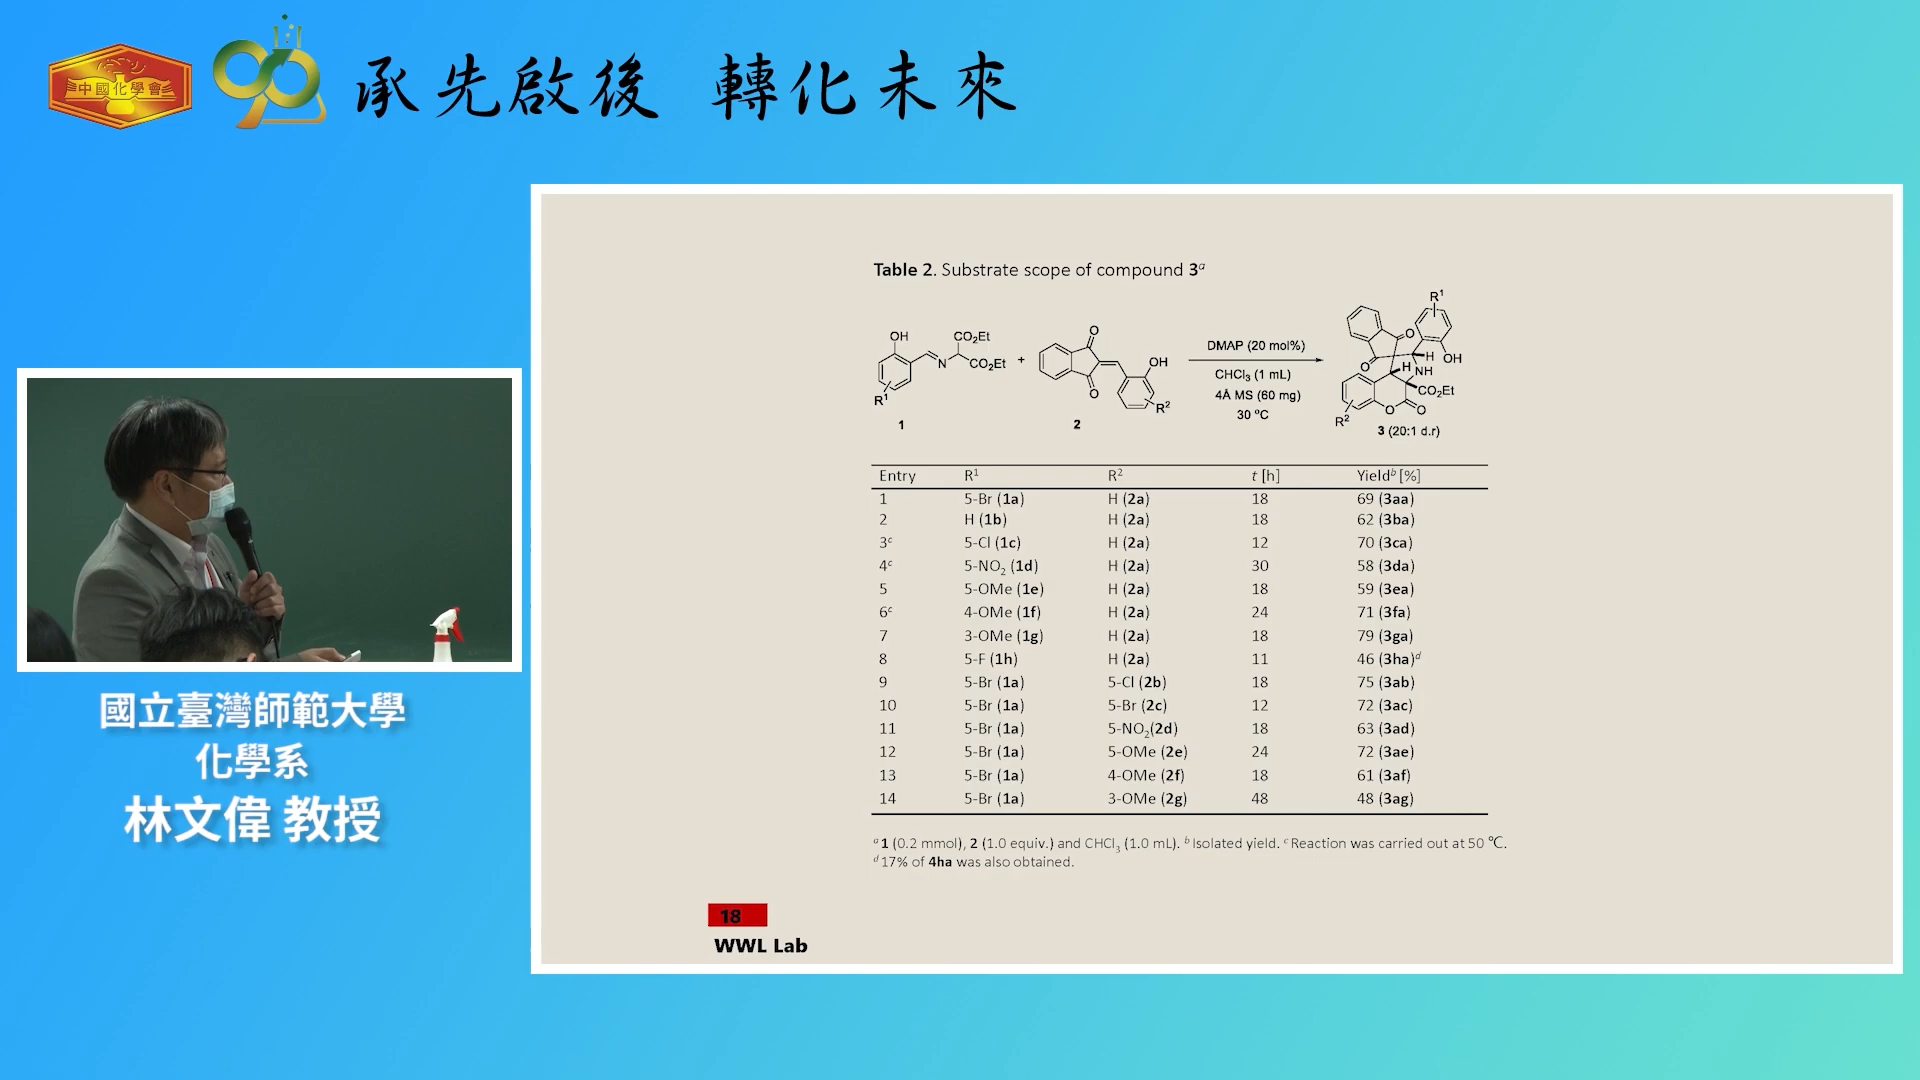 中國化學會
90
承先啟後 轉化未來
國立臺灣師範大學
化學系
林文偉 教授
Table 2. Substrate scope of compound 3ᵃ
OH
CO₂Et
N
CO₂Et
R¹
1
+
O
O
OH
R²
2
DMAP (20 mol%)
CHCl₃ (1 mL)
4Å MS (60 mg)
30 ºC
R¹
O
H
OH
O
H
NH
CO₂Et
O
O
R²
3 (20:1 d.r)
Entry R¹ R² t [h] Yieldᵇ [%]
1 5-Br (1a) H (2a) 18 69 (3aa)
2 H (1b) H (2a) 18 62 (3ba)
3ᶜ 5-Cl (1c) H (2a) 12 70 (3ca)
4ᶜ 5-NO₂ (1d) H (2a) 30 58 (3da)
5 5-OMe (1e) H (2a) 18 59 (3ea)
6ᶜ 4-OMe (1f) H (2a) 24 71 (3fa)
7 3-OMe (1g) H (2a) 18 79 (3ga)
8 5-F (1h) H (2a) 11 46 (3ha)ᵈ
9 5-Br (1a) 5-Cl (2b) 18 75 (3ab)
10 5-Br (1a) 5-Br (2c) 12 72 (3ac)
11 5-Br (1a) 5-NO₂(2d) 18 63 (3ad)
12 5-Br (1a) 5-OMe (2e) 24 72 (3ae)
13 5-Br (1a) 4-OMe (2f) 18 61 (3af)
14 5-Br (1a) 3-OMe (2g) 48 48 (3ag)
ᵃ 1 (0.2 mmol), 2 (1.0 equiv.) and CHCl₃ (1.0 mL). ᵇ Isolated yield. ᶜ Reaction was carried out at 50 ℃.
ᵈ 17% of 4ha was also obtained.
18
WWL Lab